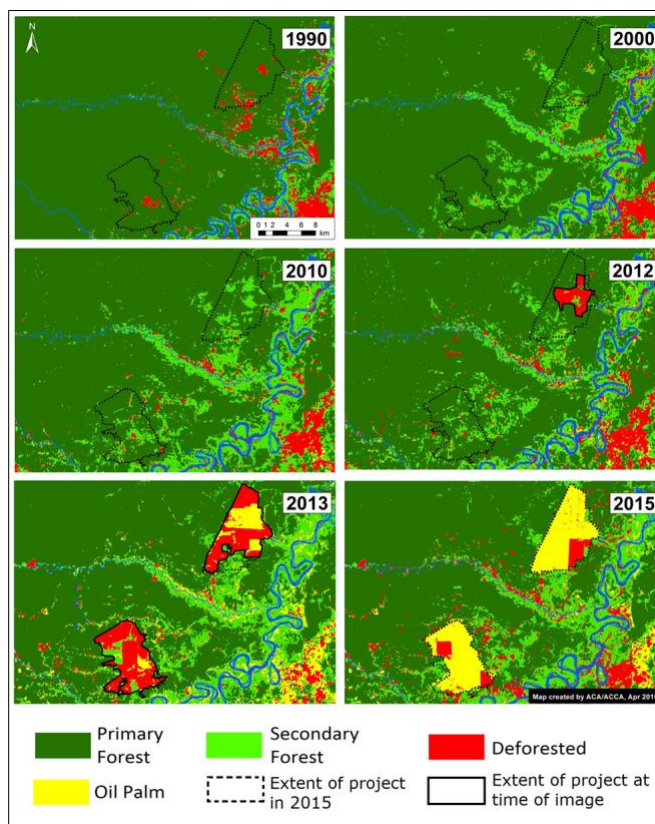 N
1990
2000
0 1 2 4 6 8
km
2010
2012
2013
2015
Map created by ACA/ACCA, Apr 201
Primary
Forest
Secondary
Forest
Deforested
Oil Palm
Extent of project
in 2015
Extent of project at
time of image